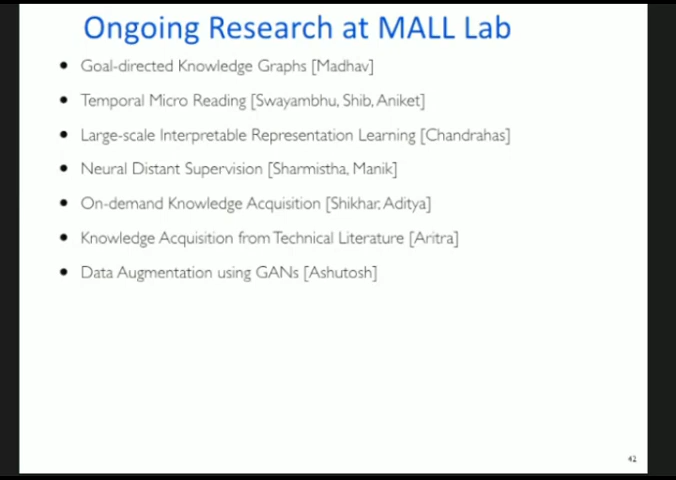 Ongoing Research at MALL Lab
• Goal-directed Knowledge Graphs [Madhav]
• Temporal Micro Reading [Swayambhu, Shib, Aniket]
• Large-scale Interpretable Representation Learning [Chandrahas]
• Neural Distant Supervision [Sharmistha, Manik]
• On-demand Knowledge Acquisition [Shikhar, Aditya]
• Knowledge Acquisition from Technical Literature [Aritra]
• Data Augmentation using GANs [Ashutosh]
42